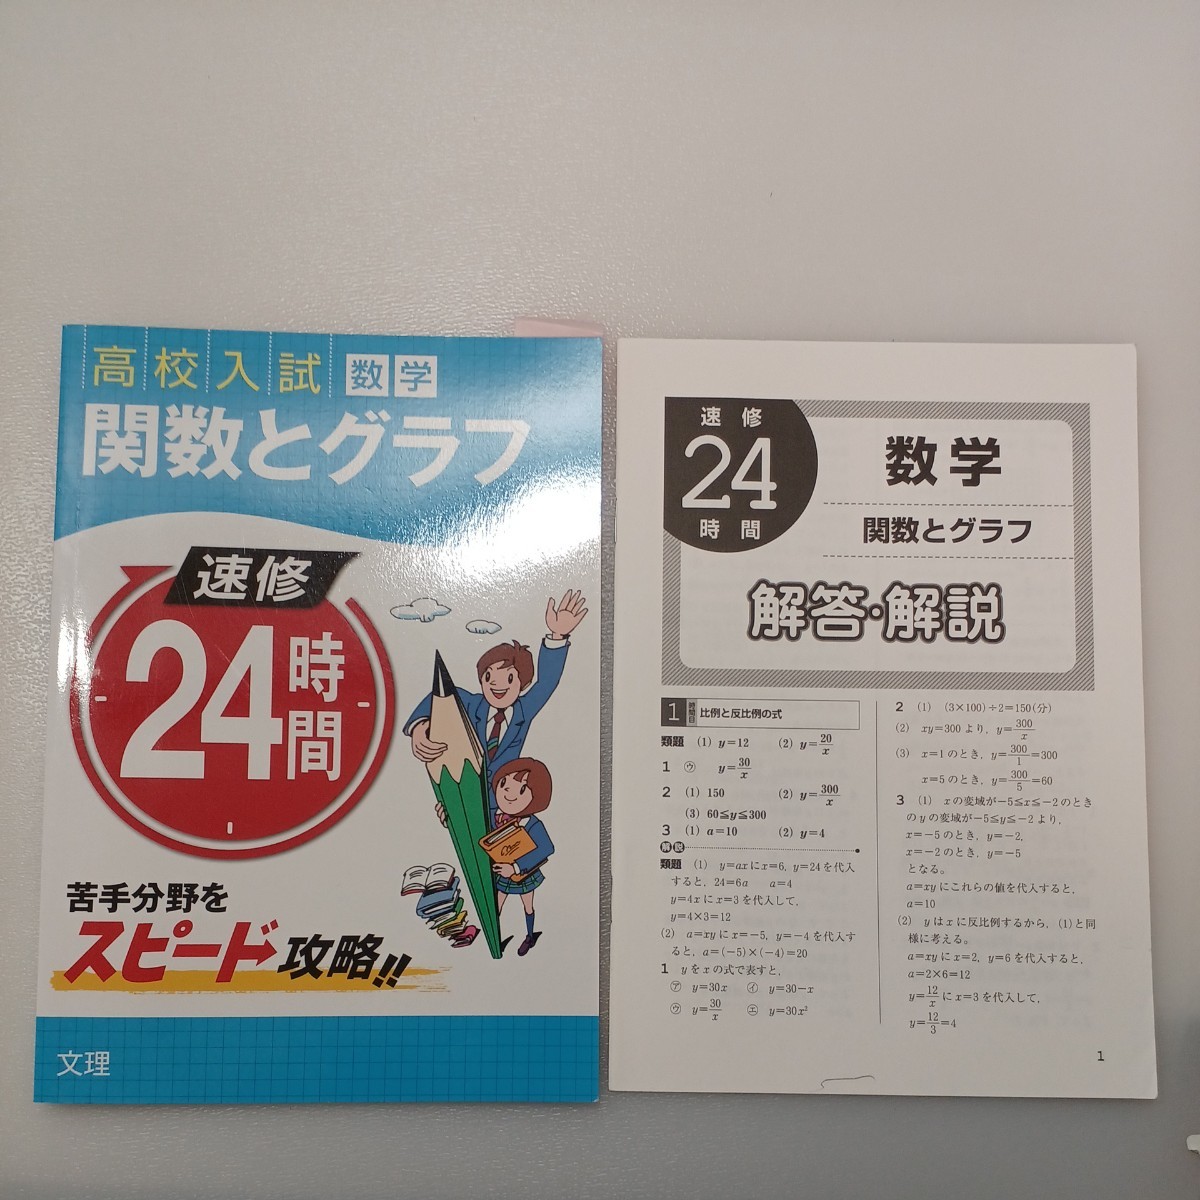 高校入試 数学
関数とグラフ
速修
24時間
苦手分野を
スピード攻略!!
文理
速修
24
時間
数学
関数とグラフ
解答・解説
1時間目 比例と反比例の式
類題 (1) y=12 (2) y=20/x
1 ㋒ y=30/x
2 (1) 150 (2) y=300/x
(3) 60≦y≦300
3 (1) a=10 (2) y=4
解説
類題 (1) y=axにx=6, y=24を代入
すると, 24=6a a=4
y=4xにx=3を代入して,
y=4×3=12
(2) a=xyにx=−5, y=−4を代入す
ると, a=(−5)×(−4)=20
1 yをxの式で表すと,
㋐ y=30x ㋑ y=30−x
㋒ y=30/x ㋓ y=30x²
2 (1) (3×100)÷2=150(分)
(2) xy=300より, y=300/x
(3) x=1のとき, y=300/1=300
x=5のとき, y=300/5=60
3 (1) xの変域が−5≦x≦−2のとき
のyの変域が−5≦y≦−2より,
x=−5のとき, y=−2,
x=−2のとき, y=−5
となる。
a=xyにこれらの値を代入すると,
a=10
(2) yはxに反比例するから, (1)と同
様に考える。
a=xyにx=2, y=6を代入すると,
a=2×6=12
y=12/xにx=3を代入して,
y=12/3=4
1